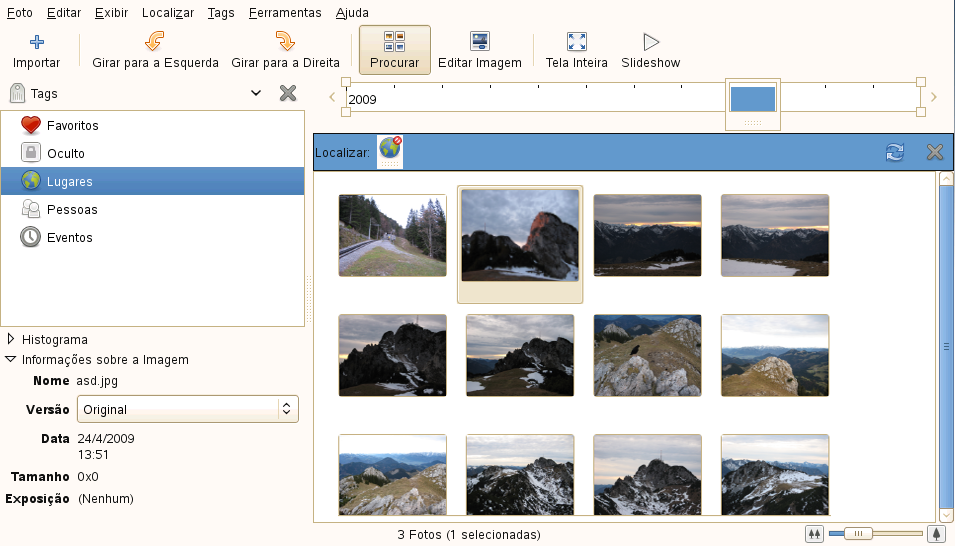 Foto Editar Exibir Localizar Tags Ferramentas Ajuda
Importar Girar para a Esquerda Girar para a Direita Procurar Editar Imagem Tela Inteira Slideshow
Tags
2009
Favoritos
Oculto
Lugares
Pessoas
Eventos
Localizar:
Histograma
Informações sobre a Imagem
Nome asd.jpg
Versão Original
Data 24/4/2009
13:51
Tamanho 0x0
Exposição (Nenhum)
3 Fotos (1 selecionadas)